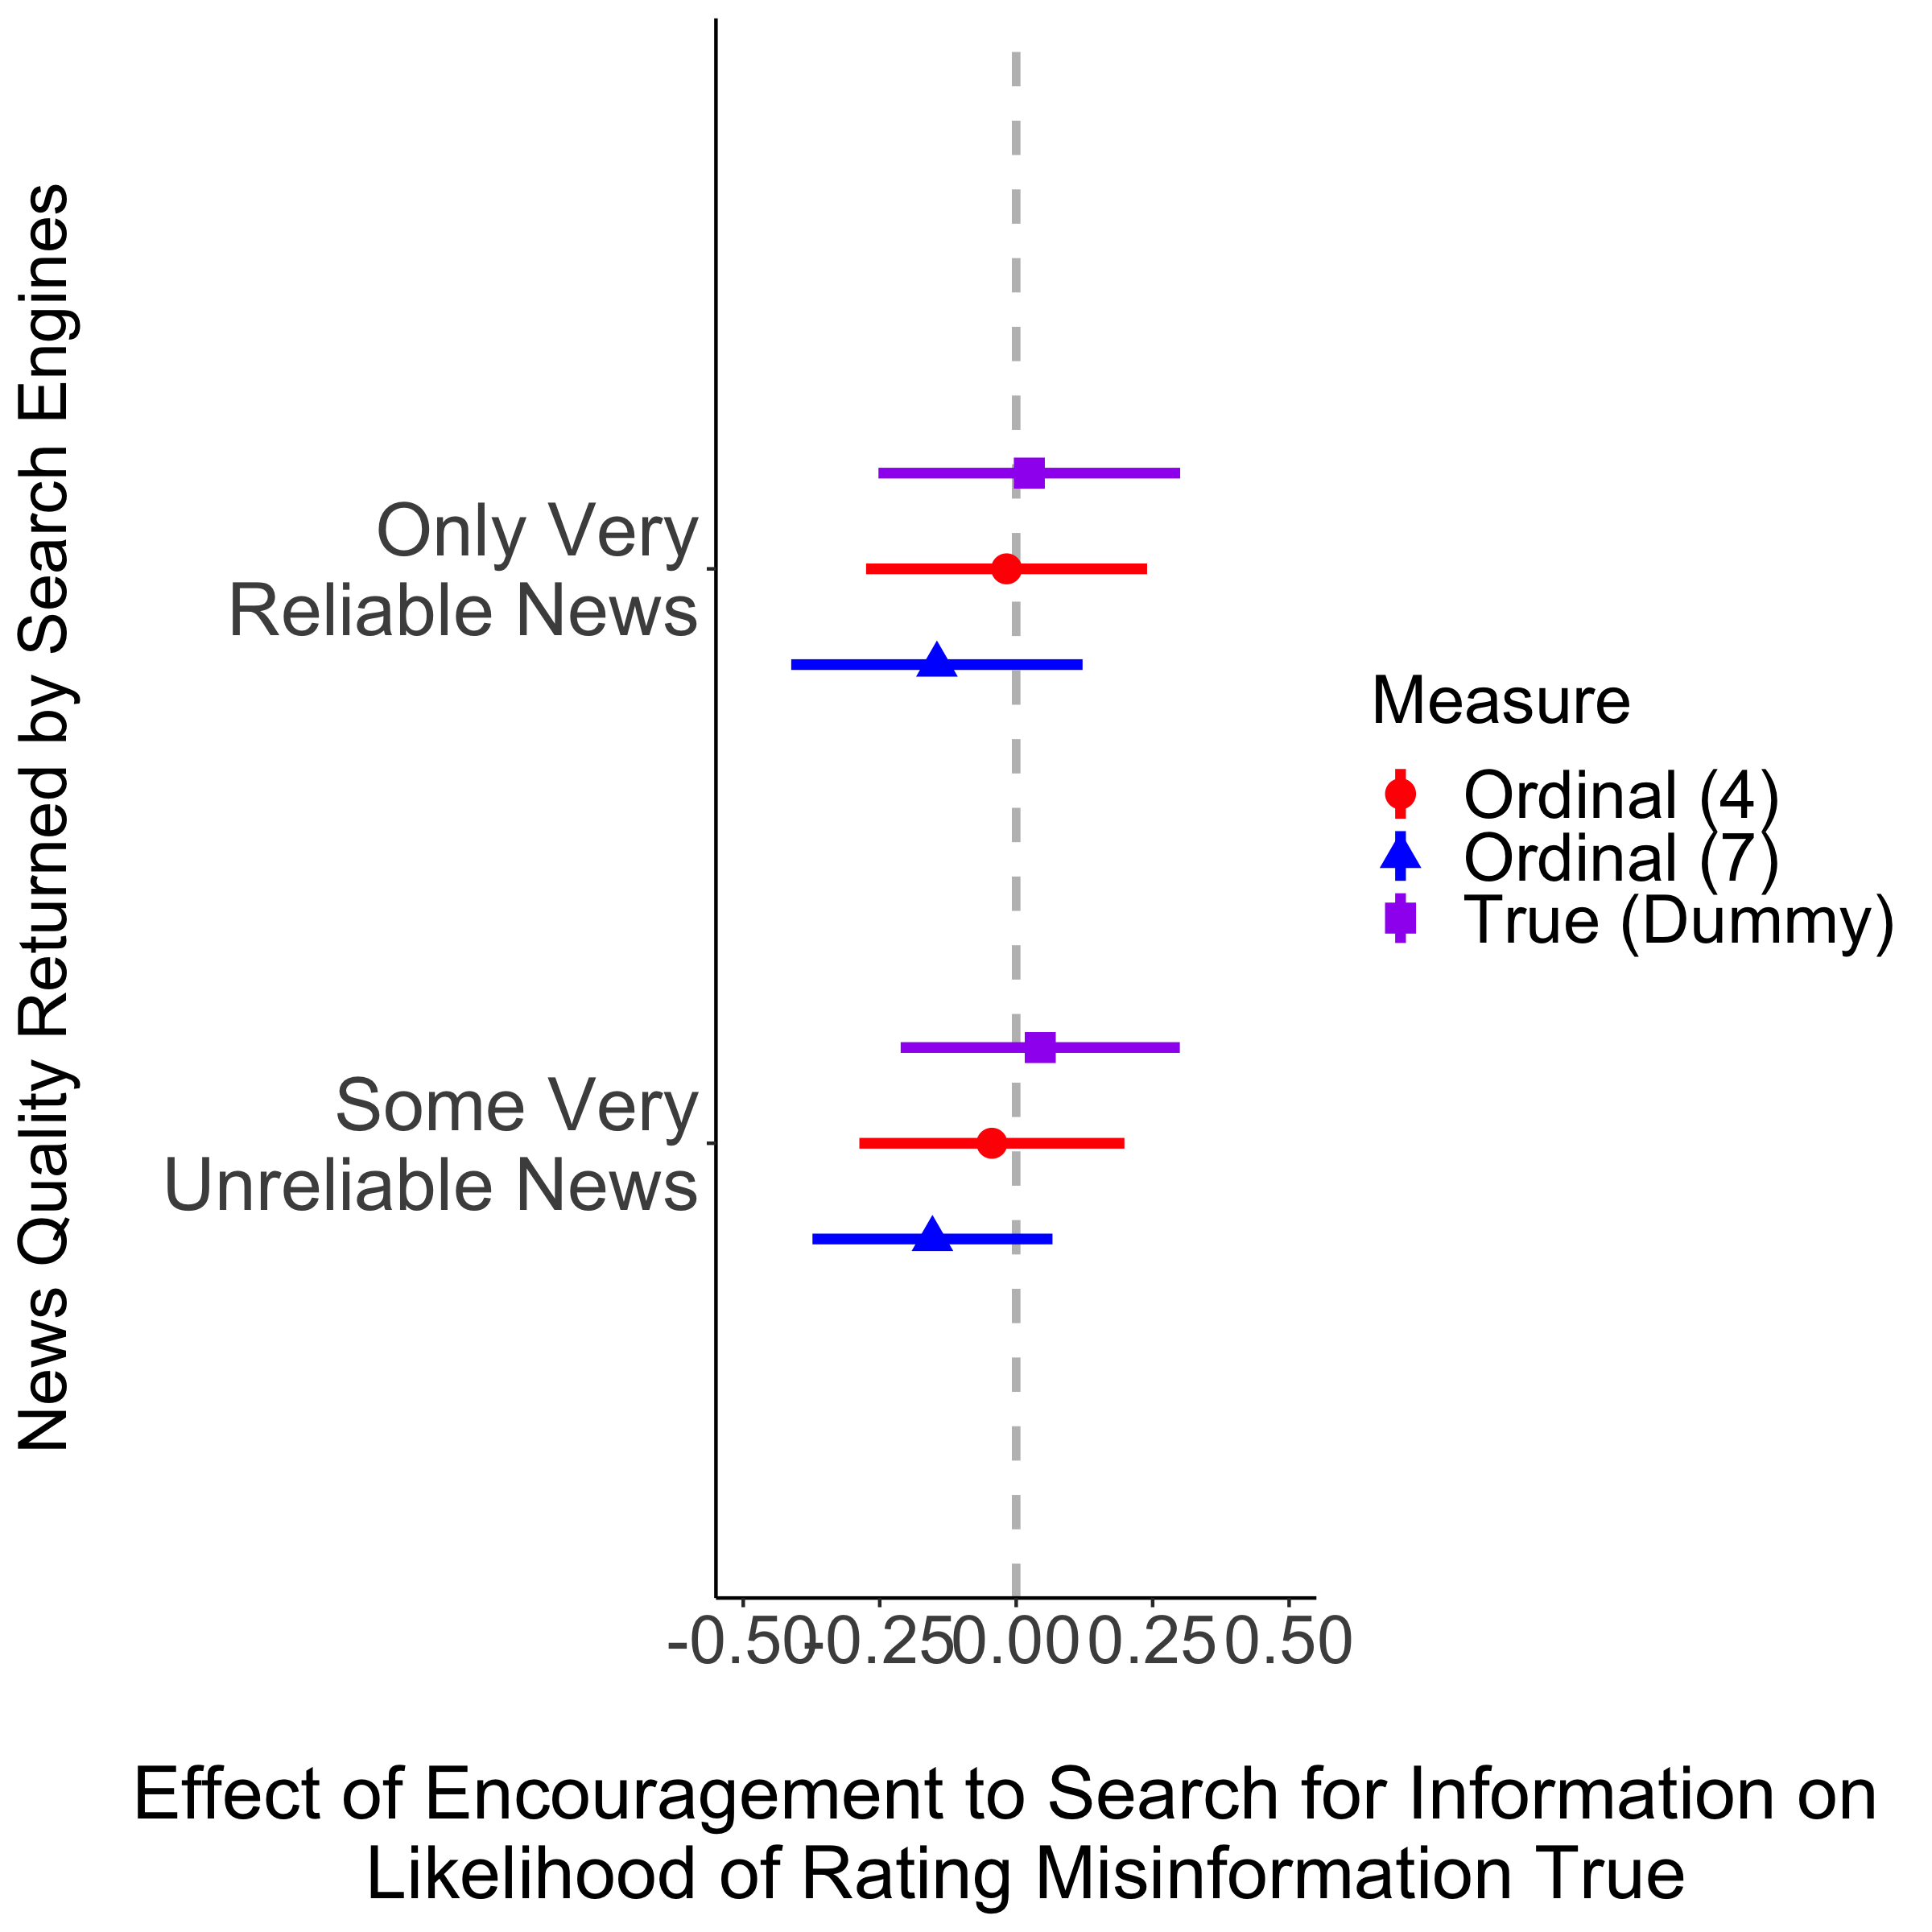 News Quality Returned by Search Engines
Only Very
Reliable News
Some Very
Unreliable News
-0.50 -0.25 0.00 0.25 0.50
Effect of Encouragement to Search for Information on
Likelihood of Rating Misinformation True
Measure
Ordinal (4)
Ordinal (7)
True (Dummy)